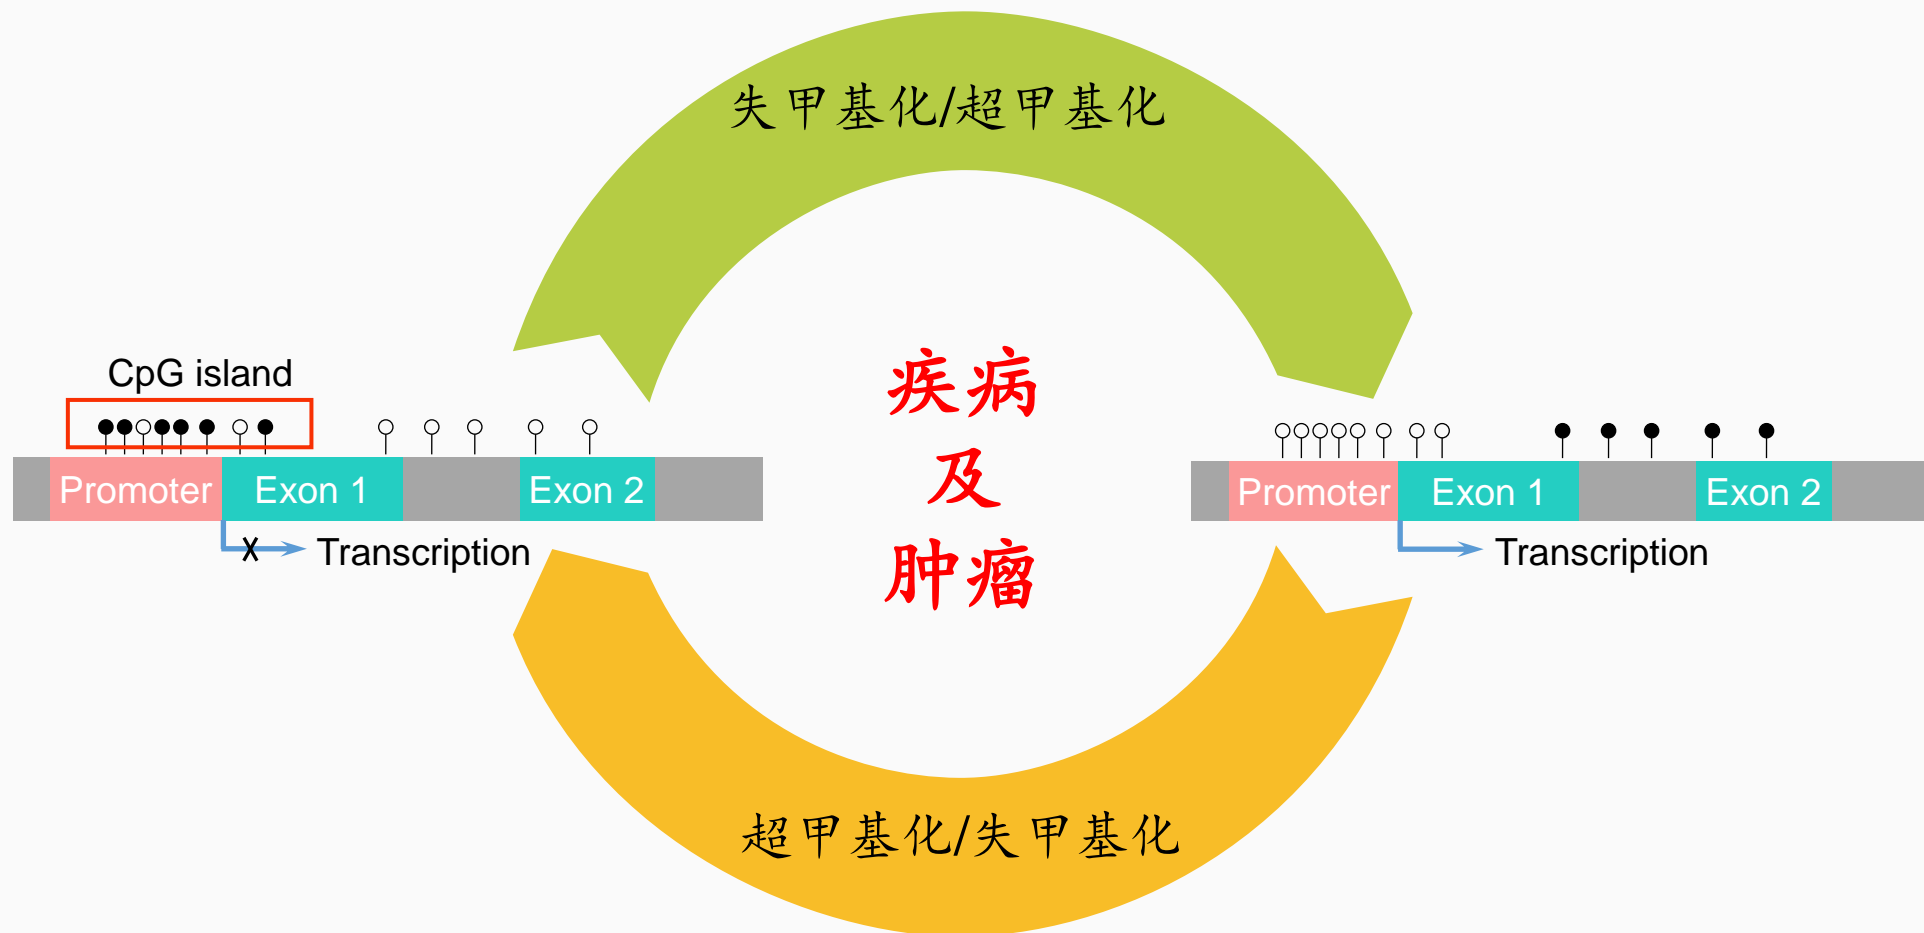 失甲基化/超甲基化
CpG island
Promoter
Exon 1
Exon 2
Transcription
疾病
及
肿瘤
Promoter
Exon 1
Exon 2
Transcription
超甲基化/失甲基化